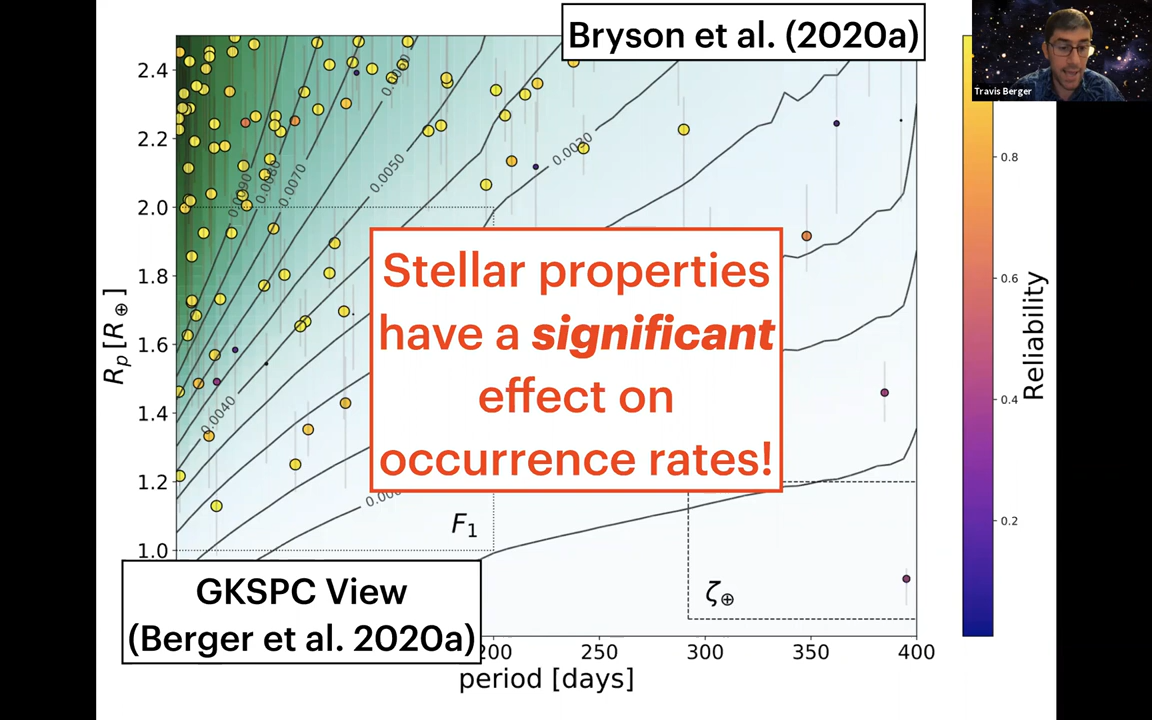 Bryson et al. (2020a)
Travis Berger
2.4
2.2
2.0
1.8
1.6
1.4
1.2
1.0
R_p [R_⊕]
0.0080
0.0070
0.0050
0.0030
0.0040
Stellar properties
have a significant
effect on
occurrence rates!
F_1
ζ_⊕
GKSPC View
(Berger et al. 2020a)
200
250
300
350
400
period [days]
0.8
0.6
0.4
0.2
Reliability